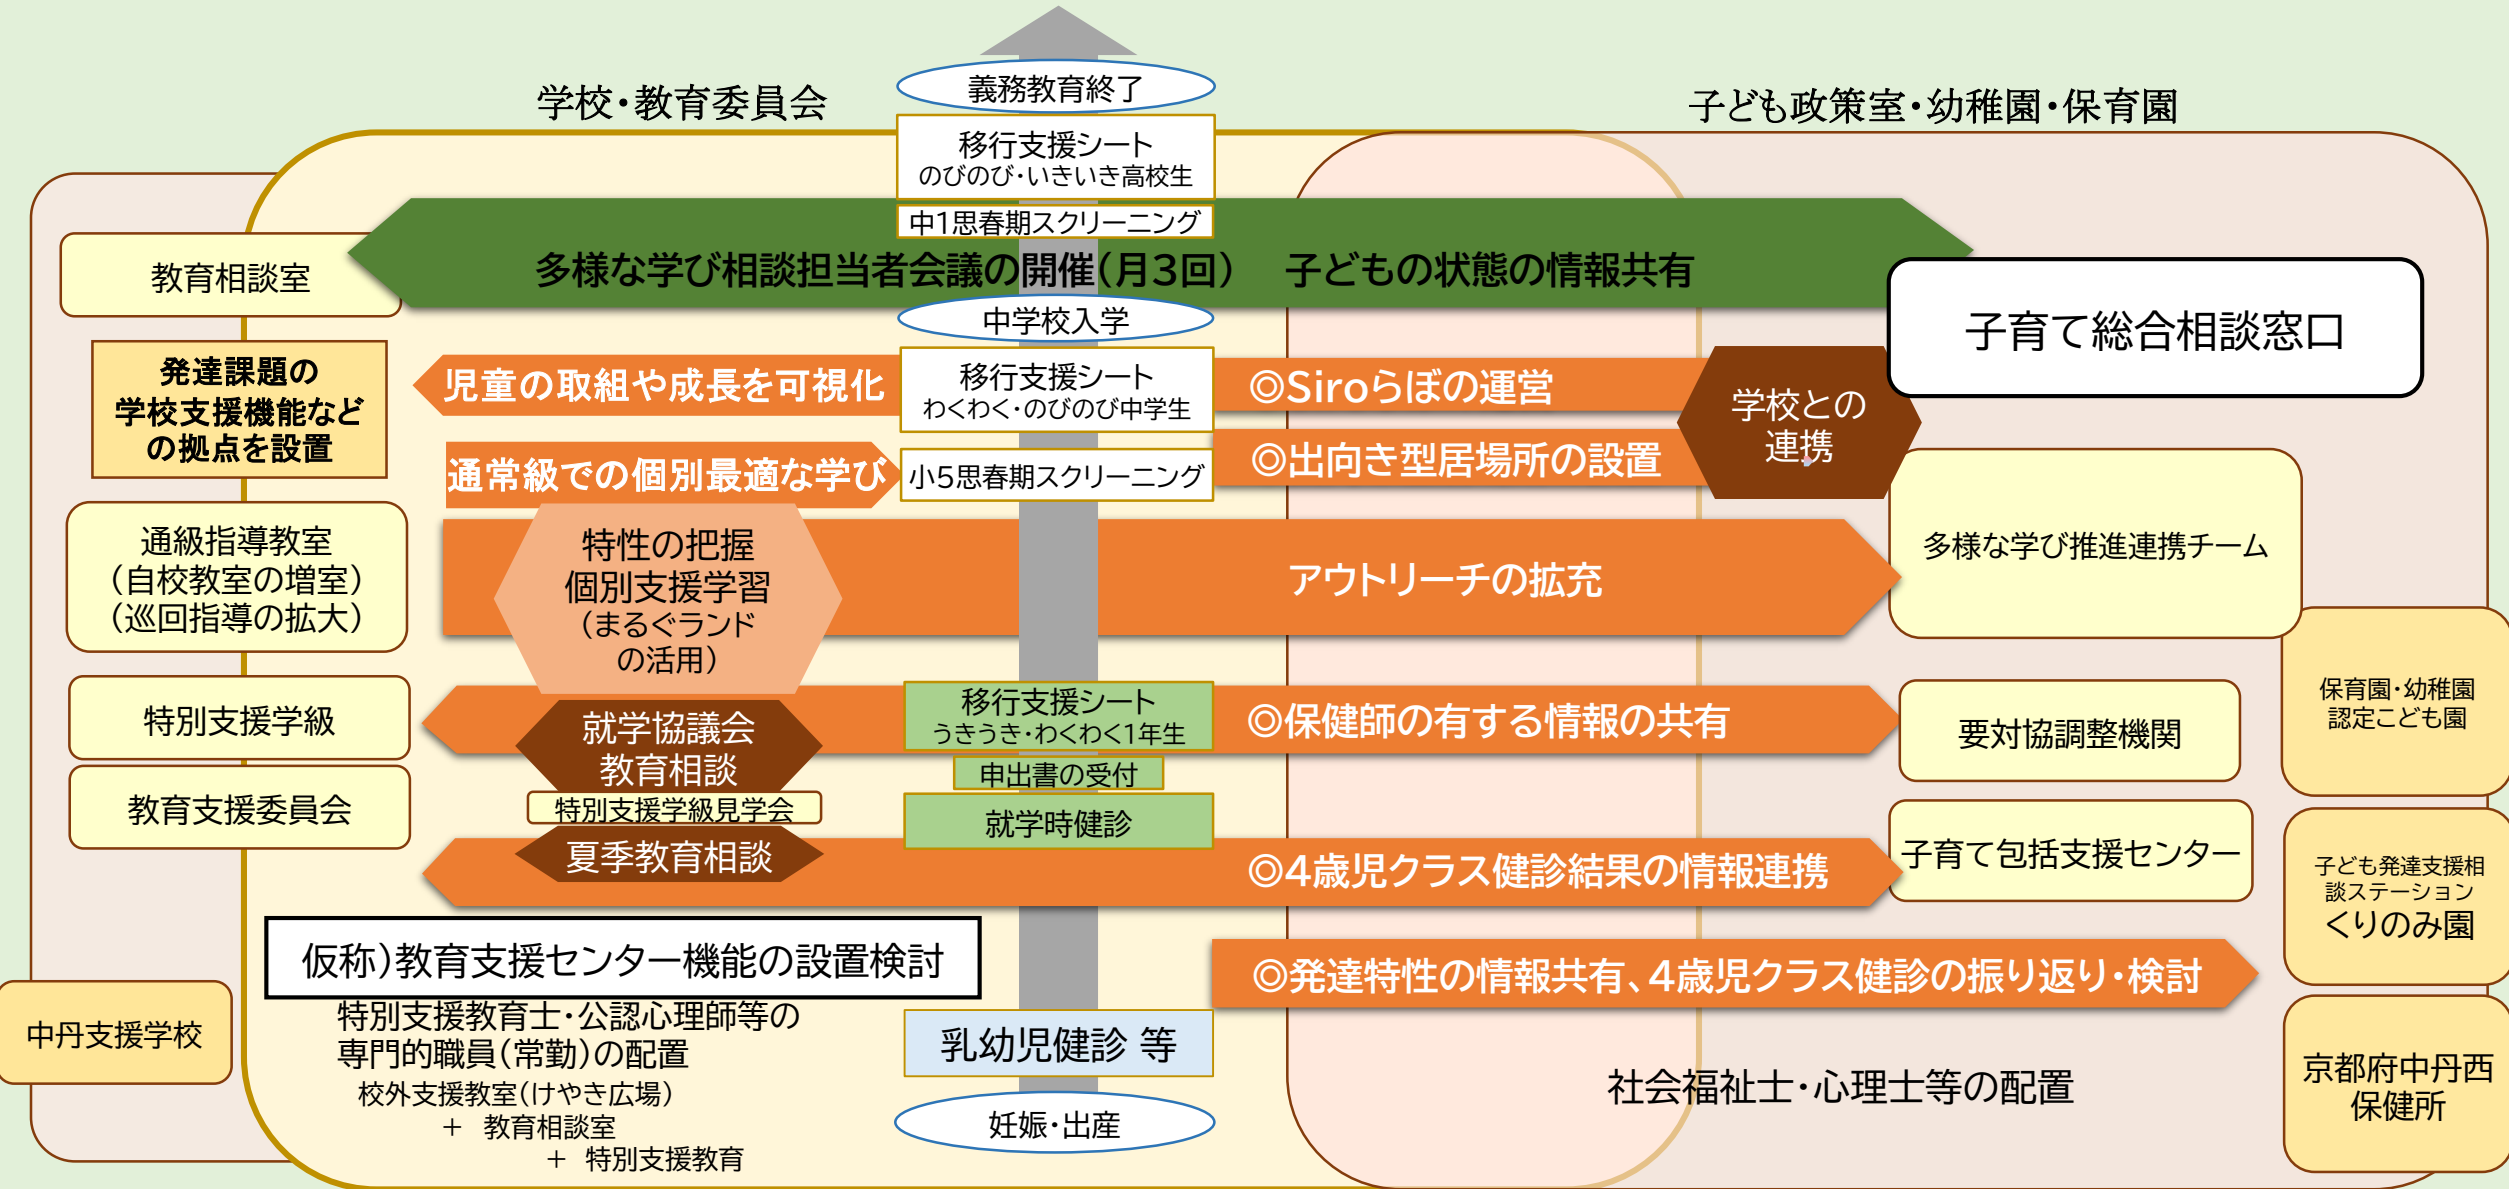 学校・教育委員会
子ども政策室・幼稚園・保育園
義務教育終了
移行支援シート
のびのび・いきいき高校生
中1思春期スクリーニング
多様な学び相談担当者会議の開催（月３回）　子どもの状態の情報共有
教育相談室
子育て総合相談窓口
中学校入学
発達課題の
学校支援機能など
の拠点を設置
児童の取組や成長を可視化
移行支援シート
わくわく・のびのび中学生
◎Siroらぼの運営
学校との
連携
通常級での個別最適な学び
小5思春期スクリーニング
◎出向き型居場所の設置
通級指導教室
（自校教室の増室）
（巡回指導の拡大）
特性の把握
個別支援学習
（まるぐランド
の活用）
アウトリーチの拡充
多様な学び推進連携チーム
特別支援学級
就学協議会
教育相談
移行支援シート
うきうき・わくわく1年生
◎保健師の有する情報の共有
要対協調整機関
保育園・幼稚園
認定こども園
申出書の受付
教育支援委員会
特別支援学級見学会
就学時健診
夏季教育相談
◎4歳児クラス健診結果の情報連携
子育て包括支援センター
子ども発達支援相
談ステーション
くりのみ園
仮称）教育支援センター機能の設置検討
◎発達特性の情報共有、4歳児クラス健診の振り返り・検討
特別支援教育士・公認心理師等の
専門的職員（常勤）の配置
校外支援教室（けやき広場）
＋ 教育相談室
＋ 特別支援教育
中丹支援学校
乳幼児健診 等
妊娠・出産
社会福祉士・心理士等の配置
京都府中丹西
保健所